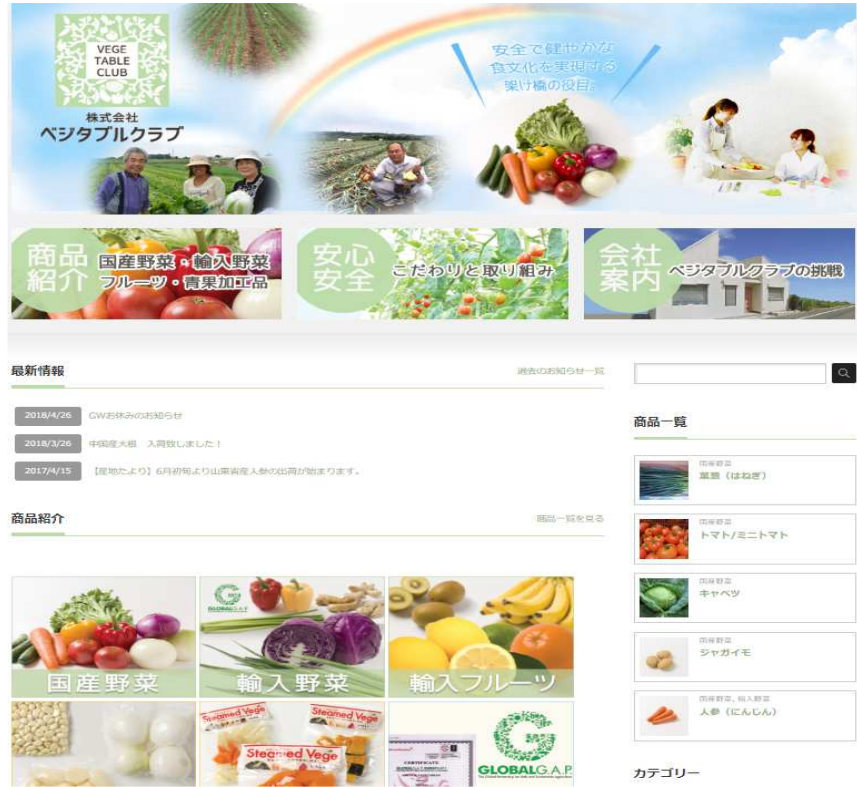 VEGE
TABLE
CLUB
株式会社
ベジタブルクラブ
安全で健やかな
食文化を実現する
架け橋の役目。
商品
紹介
国産野菜・輸入野菜
フルーツ・青果加工品
安心
安全
こだわりと取り組み
会社
案内
ベジタブルクラブの挑戦
最新情報
過去のお知らせ一覧
2018/4/26 GWお休みのお知らせ
2018/3/26 中国産大根 入荷致しました！
2017/4/15 【産地たより】6月初旬より山東省産人参の出荷が始まります。
商品紹介
商品一覧を見る
国産野菜
GLOBALG.A.P
輸入野菜
輸入フルーツ
Steamed Vege
Steamed Vege
Steamed Vege
CERTIFICATE
GLOBALG.A.P.
商品一覧
国産野菜
葉葱（はねぎ）
国産野菜
トマト/ミニトマト
国産野菜
キャベツ
国産野菜
ジャガイモ
国産野菜, 輸入野菜
人参（にんじん）
カテゴリー